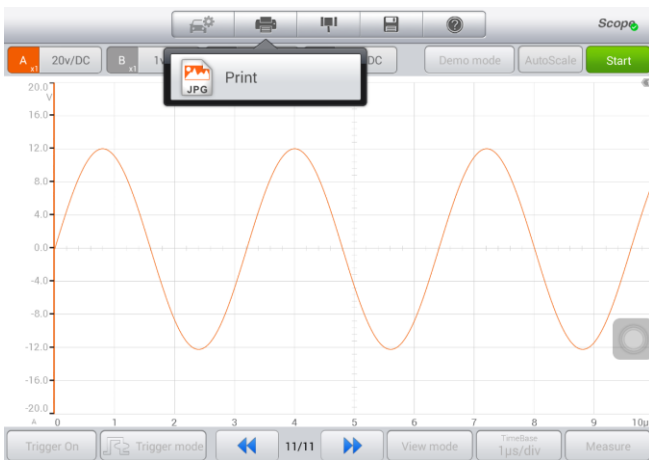 Scope
A x1 20v/DC B x1 1v DC Demo mode AutoScale Start
JPG Print
20.0
V
16.0
12.0
8.0
4.0
0.0
-4.0
-8.0
-12.0
-16.0
-20.0
A 0 1 2 3 4 5 6 7 8 9 10µ
Trigger On Trigger mode 11/11 View mode TimeBase 1µs/div Measure